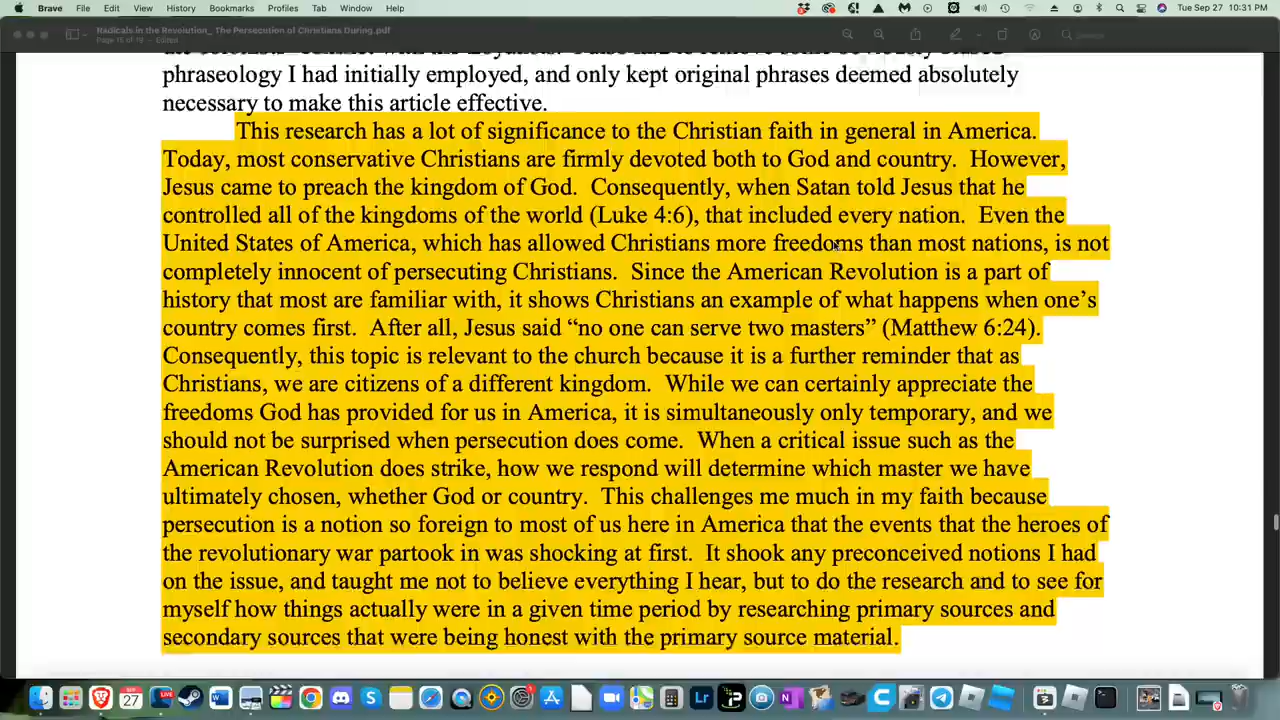 Brave File Edit View History Bookmarks Profiles Tab Window Help Tue Sep 27 10:31 PM
Radicals in the Revolution_ The Persecution of Christians During.pdf
Page 15 of 19 — Edited
Search
phraseology I had initially employed, and only kept original phrases deemed absolutely
necessary to make this article effective.
This research has a lot of significance to the Christian faith in general in America.
Today, most conservative Christians are firmly devoted both to God and country. However,
Jesus came to preach the kingdom of God. Consequently, when Satan told Jesus that he
controlled all of the kingdoms of the world (Luke 4:6), that included every nation. Even the
United States of America, which has allowed Christians more freedoms than most nations, is not
completely innocent of persecuting Christians. Since the American Revolution is a part of
history that most are familiar with, it shows Christians an example of what happens when one’s
country comes first. After all, Jesus said “no one can serve two masters” (Matthew 6:24).
Consequently, this topic is relevant to the church because it is a further reminder that as
Christians, we are citizens of a different kingdom. While we can certainly appreciate the
freedoms God has provided for us in America, it is simultaneously only temporary, and we
should not be surprised when persecution does come. When a critical issue such as the
American Revolution does strike, how we respond will determine which master we have
ultimately chosen, whether God or country. This challenges me much in my faith because
persecution is a notion so foreign to most of us here in America that the events that the heroes of
the revolutionary war partook in was shocking at first. It shook any preconceived notions I had
on the issue, and taught me not to believe everything I hear, but to do the research and to see for
myself how things actually were in a given time period by researching primary sources and
secondary sources that were being honest with the primary source material.